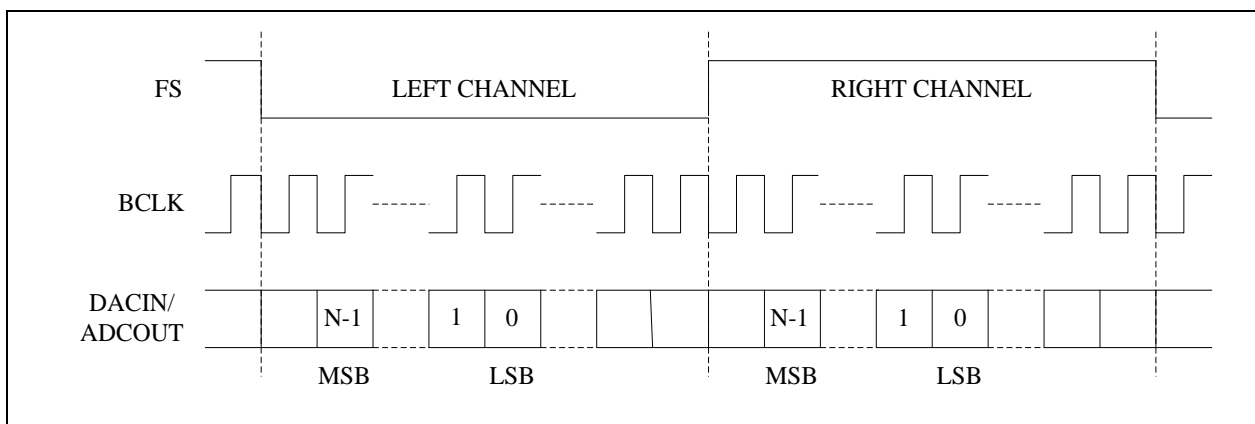 FS LEFT CHANNEL RIGHT CHANNEL
BCLK
DACIN/
ADCOUT
N-1 1 0 N-1 1 0
MSB LSB MSB LSB